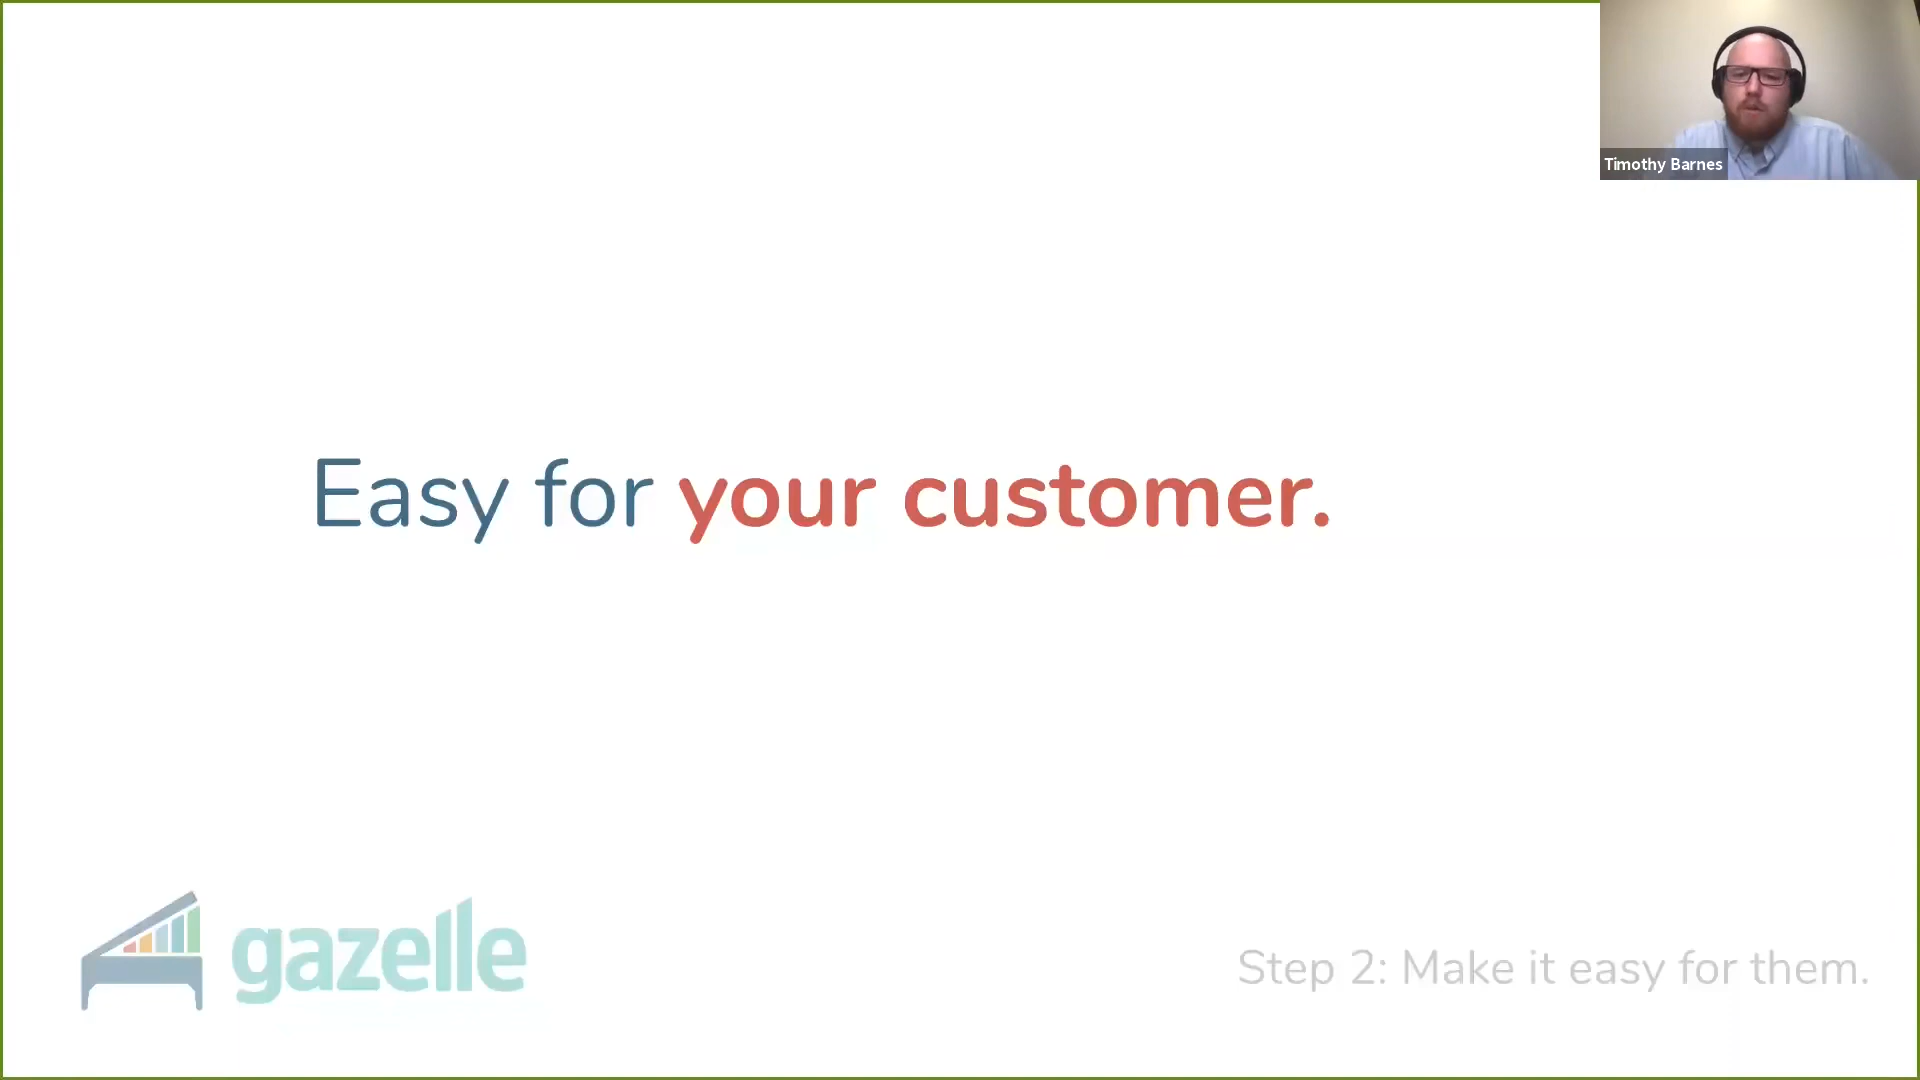 Timothy Barnes
Easy for your customer.
gazelle
Step 2: Make it easy for them.